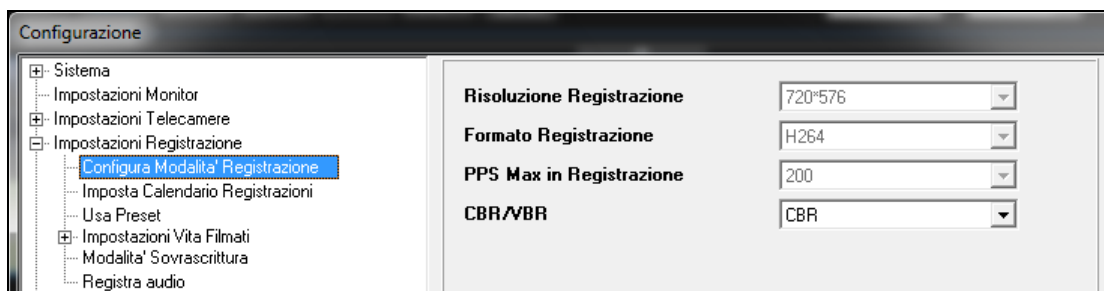 Configurazione
Sistema
Impostazioni Monitor
Impostazioni Telecamere
Impostazioni Registrazione
Configura Modalita' Registrazione
Imposta Calendario Registrazioni
Usa Preset
Impostazioni Vita Filmati
Modalita' Sovrascrittura
Registra audio
Risoluzione Registrazione 720*576
Formato Registrazione H264
PPS Max in Registrazione 200
CBR/VBR CBR